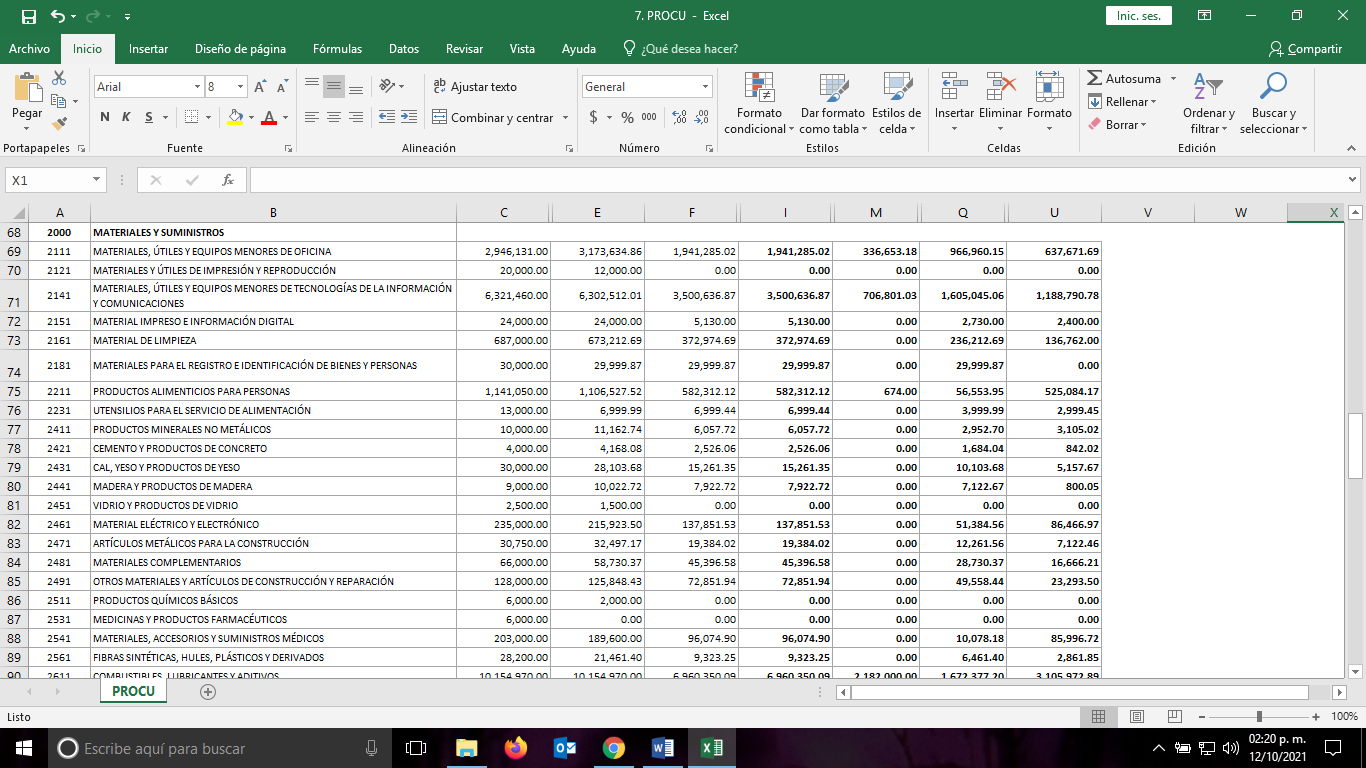 7. PROCU - Excel
Inic. ses.
Archivo Inicio Insertar Diseño de página Fórmulas Datos Revisar Vista Ayuda ¿Qué desea hacer? Compartir
Pegar
Portapapeles
Arial 8
N K S
Fuente
Ajustar texto
Combinar y centrar
Alineación
General
$ % 000
Número
Formato condicional
Dar formato como tabla
Estilos de celda
Estilos
Insertar Eliminar Formato
Celdas
Autosuma
Rellenar
Borrar
Ordenar y filtrar
Buscar y seleccionar
Edición
X1 fx
A B C E F I M Q U V W X
68 2000 MATERIALES Y SUMINISTROS
69 2111 MATERIALES, ÚTILES Y EQUIPOS MENORES DE OFICINA 2,946,131.00 3,173,634.86 1,941,285.02 1,941,285.02 336,653.18 966,960.15 637,671.69
70 2121 MATERIALES Y ÚTILES DE IMPRESIÓN Y REPRODUCCIÓN 20,000.00 12,000.00 0.00 0.00 0.00 0.00 0.00
71 2141 MATERIALES, ÚTILES Y EQUIPOS MENORES DE TECNOLOGÍAS DE LA INFORMACIÓN
Y COMUNICACIONES 6,321,460.00 6,302,512.01 3,500,636.87 3,500,636.87 706,801.03 1,605,045.06 1,188,790.78
72 2151 MATERIAL IMPRESO E INFORMACIÓN DIGITAL 24,000.00 24,000.00 5,130.00 5,130.00 0.00 2,730.00 2,400.00
73 2161 MATERIAL DE LIMPIEZA 687,000.00 673,212.69 372,974.69 372,974.69 0.00 236,212.69 136,762.00
74 2181 MATERIALES PARA EL REGISTRO E IDENTIFICACIÓN DE BIENES Y PERSONAS 30,000.00 29,999.87 29,999.87 29,999.87 0.00 29,999.87 0.00
75 2211 PRODUCTOS ALIMENTICIOS PARA PERSONAS 1,141,050.00 1,106,527.52 582,312.12 582,312.12 674.00 56,553.95 525,084.17
76 2231 UTENSILIOS PARA EL SERVICIO DE ALIMENTACIÓN 13,000.00 6,999.99 6,999.44 6,999.44 0.00 3,999.99 2,999.45
77 2411 PRODUCTOS MINERALES NO METÁLICOS 10,000.00 11,162.74 6,057.72 6,057.72 0.00 2,952.70 3,105.02
78 2421 CEMENTO Y PRODUCTOS DE CONCRETO 4,000.00 4,168.08 2,526.06 2,526.06 0.00 1,684.04 842.02
79 2431 CAL, YESO Y PRODUCTOS DE YESO 30,000.00 28,103.68 15,261.35 15,261.35 0.00 10,103.68 5,157.67
80 2441 MADERA Y PRODUCTOS DE MADERA 9,000.00 10,022.72 7,922.72 7,922.72 0.00 7,122.67 800.05
81 2451 VIDRIO Y PRODUCTOS DE VIDRIO 2,500.00 1,500.00 0.00 0.00 0.00 0.00 0.00
82 2461 MATERIAL ELÉCTRICO Y ELECTRÓNICO 235,000.00 215,923.50 137,851.53 137,851.53 0.00 51,384.56 86,466.97
83 2471 ARTÍCULOS METÁLICOS PARA LA CONSTRUCCIÓN 30,750.00 32,497.17 19,384.02 19,384.02 0.00 12,261.56 7,122.46
84 2481 MATERIALES COMPLEMENTARIOS 66,000.00 58,730.37 45,396.58 45,396.58 0.00 28,730.37 16,666.21
85 2491 OTROS MATERIALES Y ARTÍCULOS DE CONSTRUCCIÓN Y REPARACIÓN 128,000.00 125,848.43 72,851.94 72,851.94 0.00 49,558.44 23,293.50
86 2511 PRODUCTOS QUÍMICOS BÁSICOS 6,000.00 2,000.00 0.00 0.00 0.00 0.00 0.00
87 2531 MEDICINAS Y PRODUCTOS FARMACÉUTICOS 6,000.00 0.00 0.00 0.00 0.00 0.00 0.00
88 2541 MATERIALES, ACCESORIOS Y SUMINISTROS MÉDICOS 203,000.00 189,600.00 96,074.90 96,074.90 0.00 10,078.18 85,996.72
89 2561 FIBRAS SINTÉTICAS, HULES, PLÁSTICOS Y DERIVADOS 28,200.00 21,461.40 9,323.25 9,323.25 0.00 6,461.40 2,861.85
90 2611 COMBUSTIBLES, LUBRICANTES Y ADITIVOS 10,154,970.00 10,154,970.00 6,960,350.09 6,960,350.09 2,182,000.00 1,672,377.20 3,105,972.89
PROCU
Listo 100%
Escribe aquí para buscar
02:20 p. m.
12/10/2021